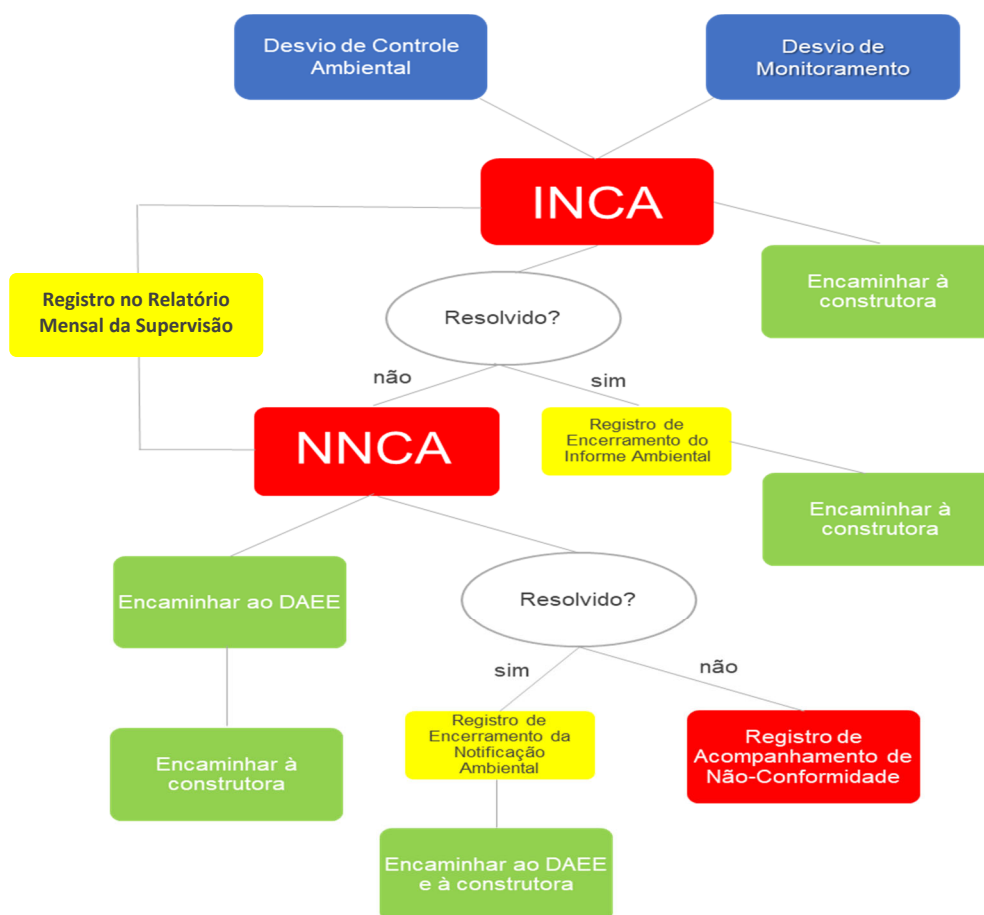 Desvio de Controle
Ambiental
Desvio de
Monitoramento
INCA
Encaminhar à
construtora
Registro no Relatório
Mensal da Supervisão
Resolvido?
não
sim
NNCA
Registro de
Encerramento do
Informe Ambiental
Encaminhar à
construtora
Encaminhar ao DAEE
Resolvido?
sim
não
Encaminhar à
construtora
Registro de
Encerramento da
Notificação
Ambiental
Registro de
Acompanhamento de
Não-Conformidade
Encaminhar ao DAEE
e à construtora